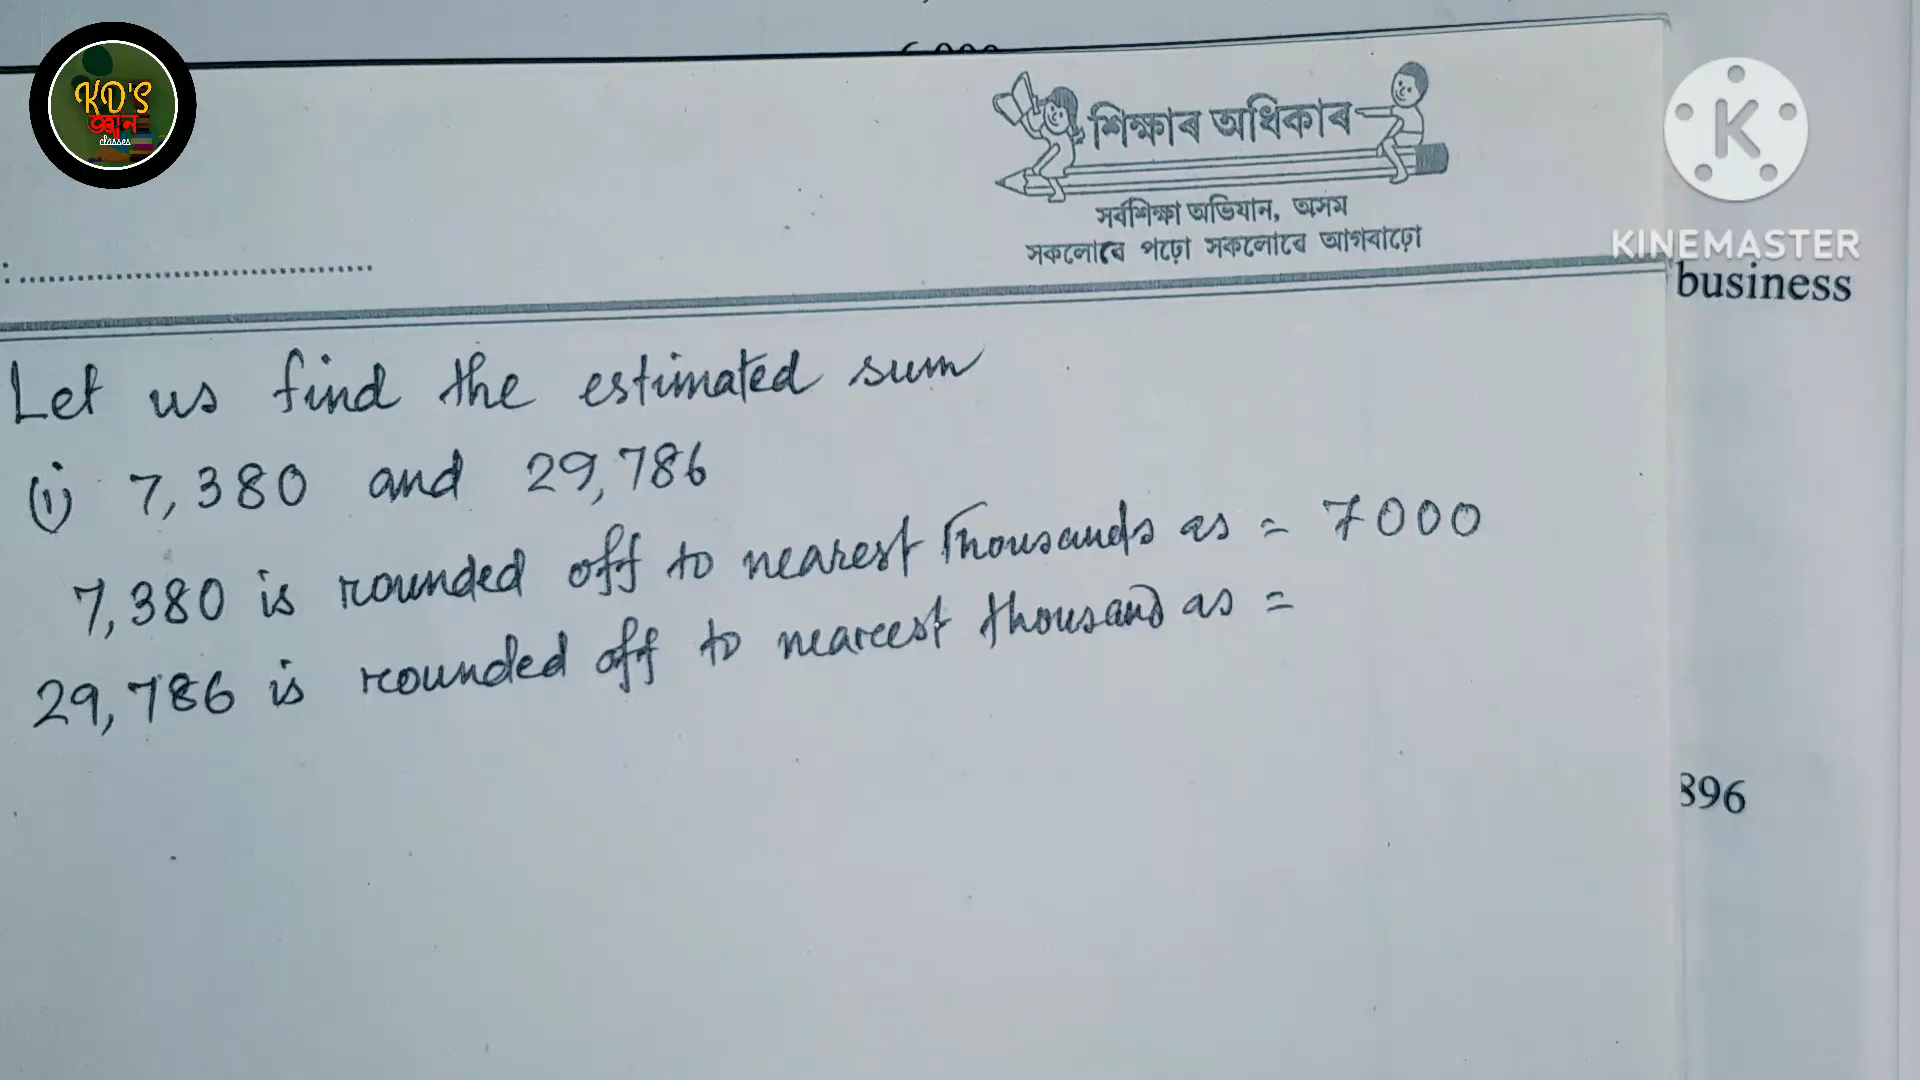 KD'S
জ্ঞান
classes
শিক্ষাৰ অধিকাৰ
সৰ্বশিক্ষা অভিযান, অসম
সকলোৱে পঢ়ো সকলোৱে আগবাঢ়ো
K
KINEMASTER
business
Let us find the estimated sum
(i) 7,380 and 29,786
7,380 is rounded off to nearest Thousands as = 7000
29,786 is rounded off to nearest thousand as =
896